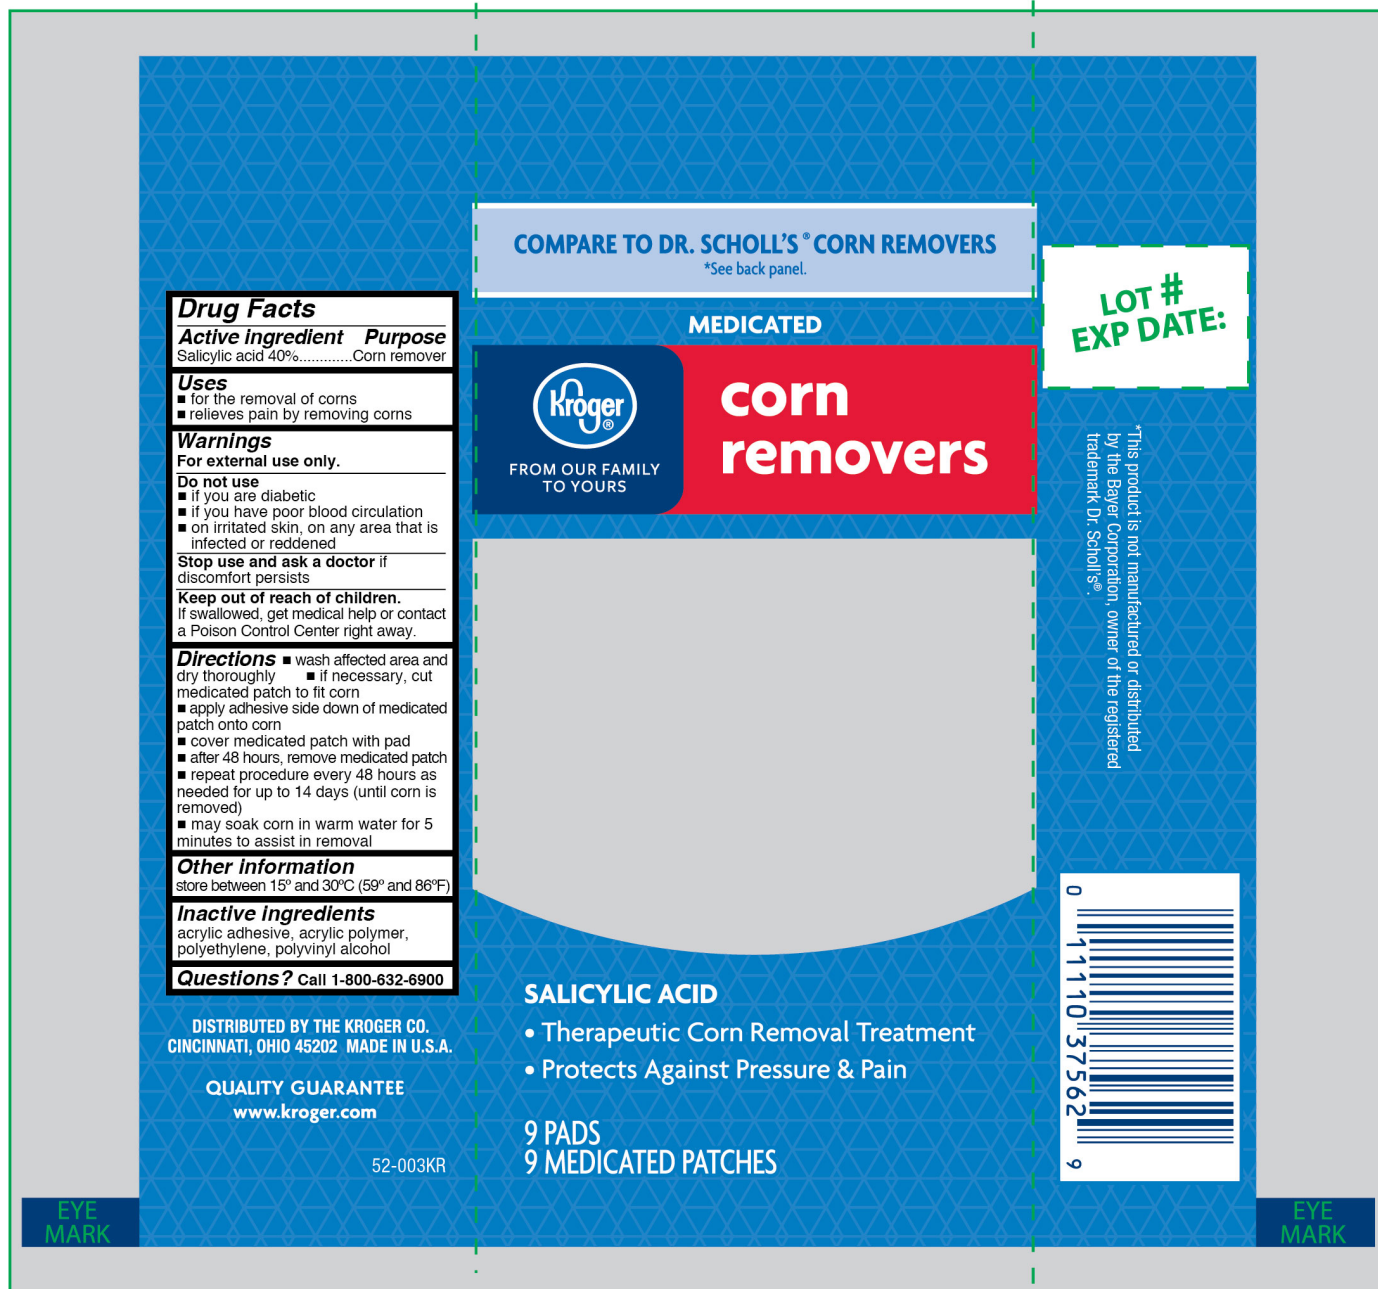 COMPARE TO DR. SCHOLL'S® CORN REMOVERS
*See back panel.
MEDICATED
Kroger®
FROM OUR FAMILY
TO YOURS
corn
removers
SALICYLIC ACID
• Therapeutic Corn Removal Treatment
• Protects Against Pressure & Pain
9 PADS
9 MEDICATED PATCHES
Drug Facts
Active ingredient Purpose
Salicylic acid 40%.............Corn remover
Uses
■ for the removal of corns
■ relieves pain by removing corns
Warnings
For external use only.
Do not use
■ if you are diabetic
■ if you have poor blood circulation
■ on irritated skin, on any area that is
infected or reddened
Stop use and ask a doctor if
discomfort persists
Keep out of reach of children.
If swallowed, get medical help or contact
a Poison Control Center right away.
Directions ■ wash affected area and
dry thoroughly ■ if necessary, cut
medicated patch to fit corn
■ apply adhesive side down of medicated
patch onto corn
■ cover medicated patch with pad
■ after 48 hours, remove medicated patch
■ repeat procedure every 48 hours as
needed for up to 14 days (until corn is
removed)
■ may soak corn in warm water for 5
minutes to assist in removal
Other information
store between 15º and 30ºC (59º and 86ºF)
Inactive ingredients
acrylic adhesive, acrylic polymer,
polyethylene, polyvinyl alcohol
Questions? Call 1-800-632-6900
DISTRIBUTED BY THE KROGER CO.
CINCINNATI, OHIO 45202 MADE IN U.S.A.
QUALITY GUARANTEE
www.kroger.com
52-003KR
LOT #
EXP DATE:
*This product is not manufactured or distributed
by the Bayer Corporation, owner of the registered
trademark Dr. Scholl's®.
0 11110 37562 9
EYE
MARK
EYE
MARK